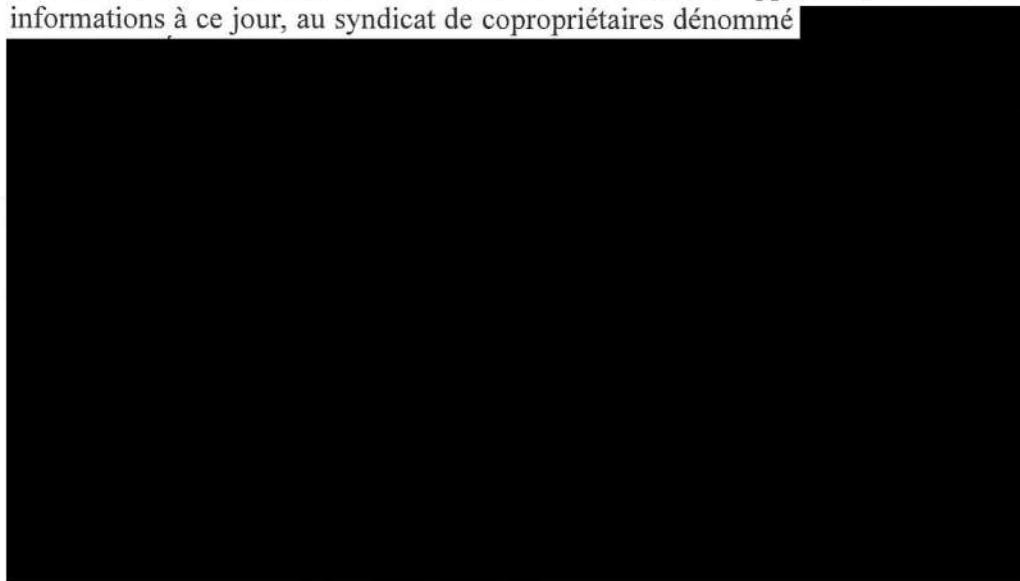 informations à ce jour, au syndicat de copropriétaires dénommé